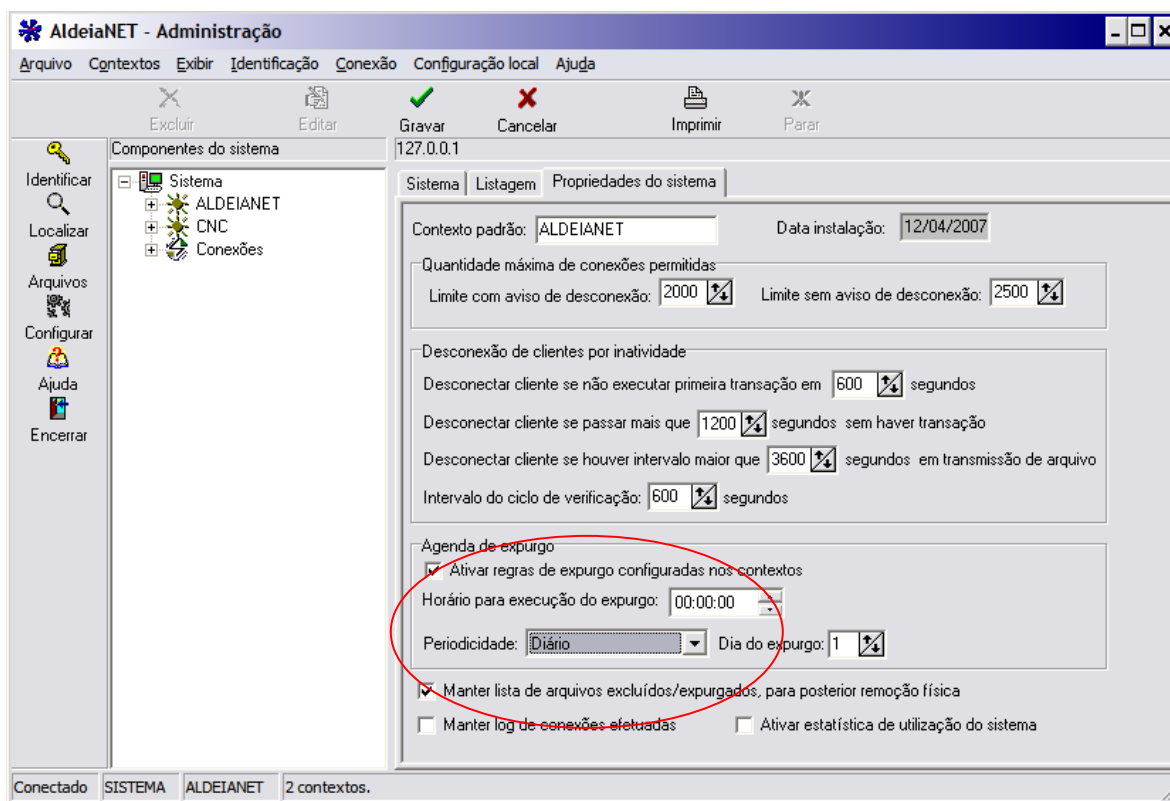 AldeiaNET - Administração
Arquivo Contextos Exibir Identificação Conexão Configuração local Ajuda
Excluir Editar Gravar Cancelar Imprimir Parar
Componentes do sistema
127.0.0.1
Identificar
Localizar
Arquivos
Configurar
Ajuda
Encerrar
Sistema
ALDEIANET
CNC
Conexões
Sistema Listagem Propriedades do sistema
Contexto padrão: ALDEIANET Data instalação: 12/04/2007
Quantidade máxima de conexões permitidas
Limite com aviso de desconexão: 2000 Limite sem aviso de desconexão: 2500
Desconexão de clientes por inatividade
Desconectar cliente se não executar primeira transação em 600 segundos
Desconectar cliente se passar mais que 1200 segundos sem haver transação
Desconectar cliente se houver intervalo maior que 3600 segundos em transmissão de arquivo
Intervalo do ciclo de verificação: 600 segundos
Agenda de expurgo
Ativar regras de expurgo configuradas nos contextos
Horário para execução do expurgo: 00:00:00
Periodicidade: Diário Dia do expurgo: 1
Manter lista de arquivos excluídos/expurgados, para posterior remoção física
Manter log de conexões efetuadas Ativar estatística de utilização do sistema
Conectado SISTEMA ALDEIANET 2 contextos.